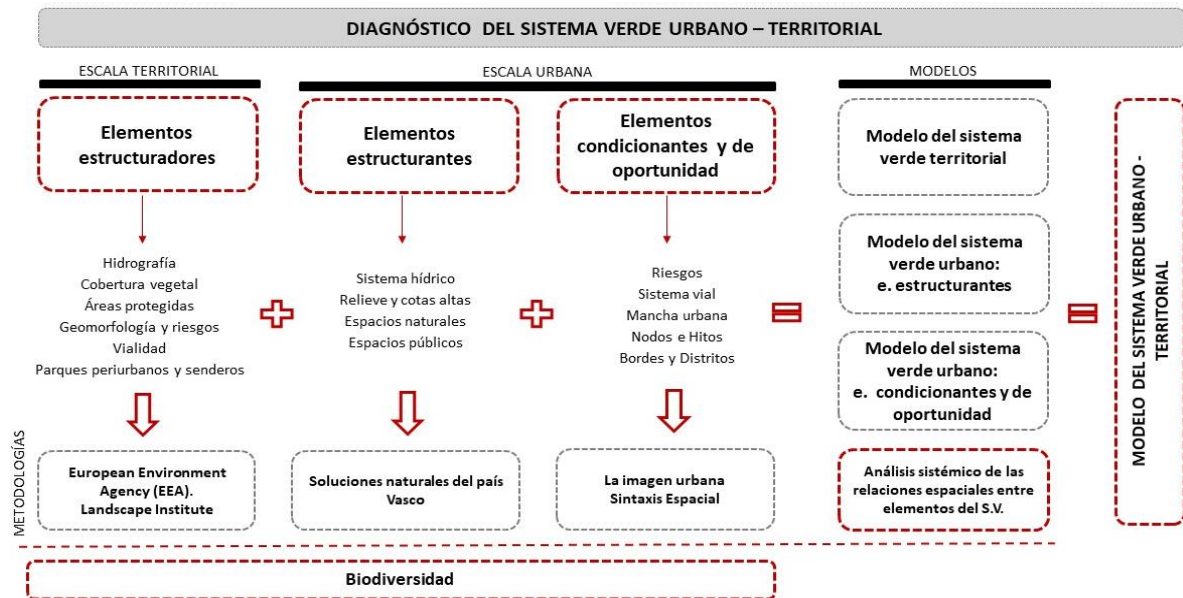 DIAGNÓSTICO DEL SISTEMA VERDE URBANO – TERRITORIAL
ESCALA TERRITORIAL
ESCALA URBANA
MODELOS
Elementos
estructuradores
Elementos
estructurantes
Elementos
condicionantes y de
oportunidad
Modelo del sistema
verde territorial
Hidrografía
Cobertura vegetal
Áreas protegidas
Geomorfología y riesgos
Vialidad
Parques periurbanos y senderos
Sistema hídrico
Relieve y cotas altas
Espacios naturales
Espacios públicos
Riesgos
Sistema vial
Mancha urbana
Nodos e Hitos
Bordes y Distritos
Modelo del sistema
verde urbano:
e. estructurantes
Modelo del sistema
verde urbano:
e. condicionantes y de
oportunidad
METODOLOGÍAS
European Environment
Agency (EEA).
Landscape Institute
Soluciones naturales del país
Vasco
La imagen urbana
Sintaxis Espacial
Análisis sistémico de las
relaciones espaciales entre
elementos del S.V.
MODELO DEL SISTEMA VERDE URBANO -
TERRITORIAL
Biodiversidad